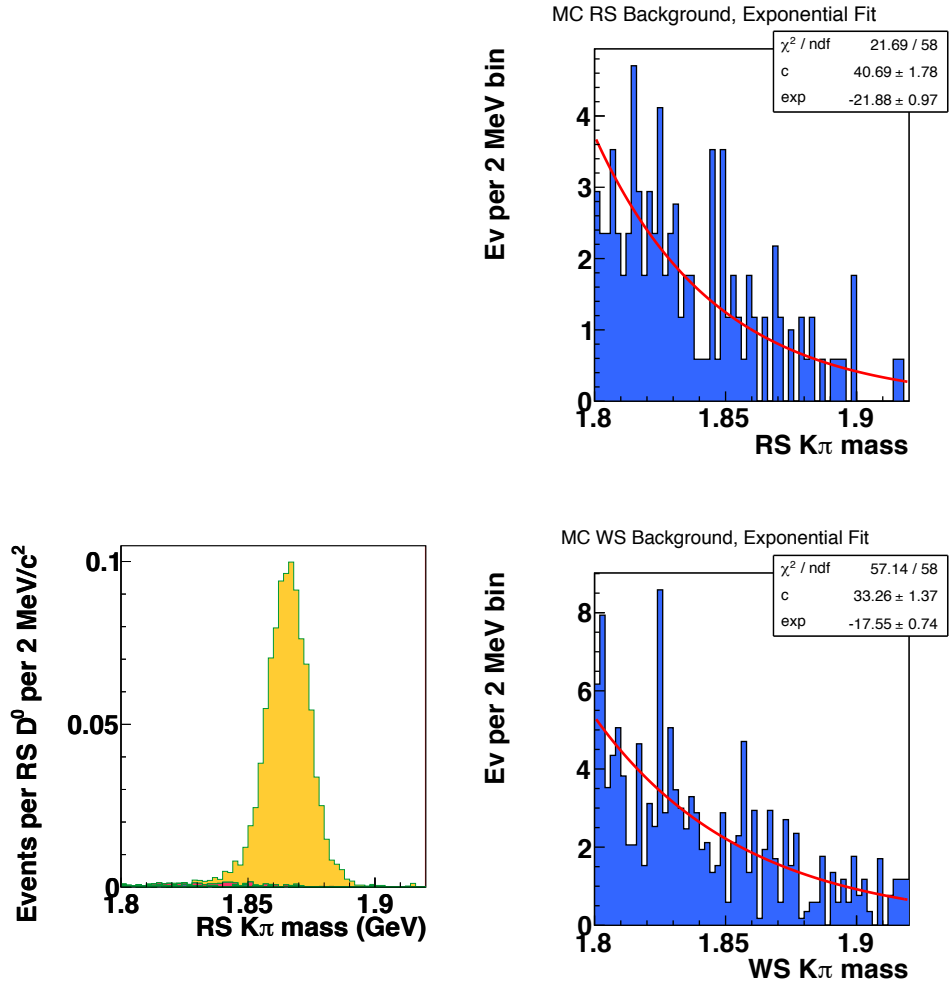 MC RS Background, Exponential Fit
χ² / ndf 21.69 / 58
c 40.69 ± 1.78
exp -21.88 ± 0.97
Ev per 2 MeV bin
4
3
2
1
0
1.8 1.85 1.9
RS Kπ mass
Events per RS D⁰ per 2 MeV/c²
0.1
0.05
0
1.8 1.85 1.9
RS Kπ mass (GeV)
MC WS Background, Exponential Fit
χ² / ndf 57.14 / 58
c 33.26 ± 1.37
exp -17.55 ± 0.74
Ev per 2 MeV bin
8
6
4
2
0
1.8 1.85 1.9
WS Kπ mass